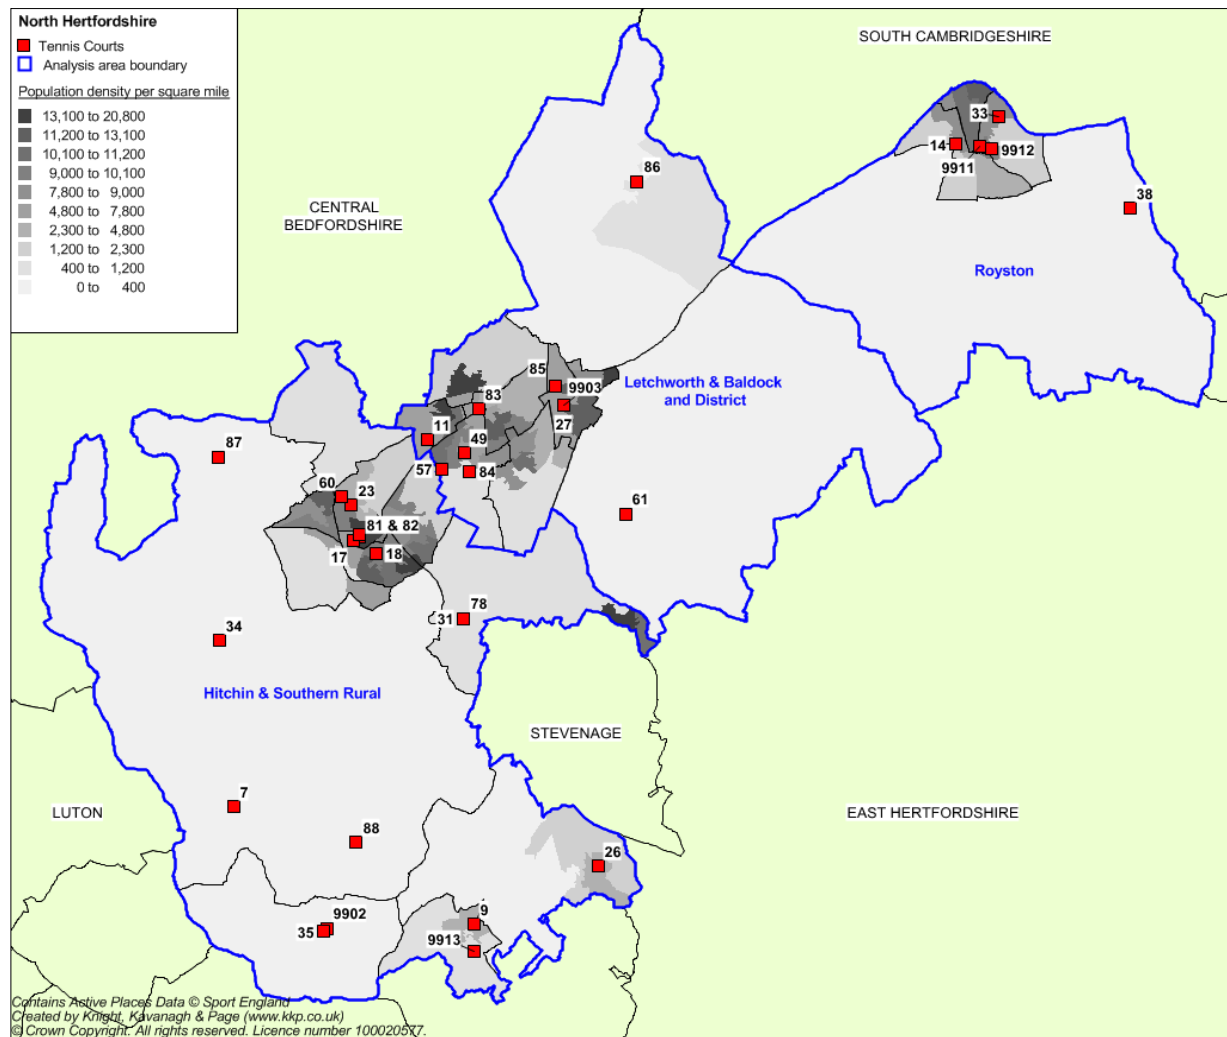 North Hertfordshire
Tennis Courts
Analysis area boundary
Population density per square mile
13,100 to 20,800
11,200 to 13,100
10,100 to 11,200
9,000 to 10,100
7,800 to 9,000
4,800 to 7,800
2,300 to 4,800
1,200 to 2,300
400 to 1,200
0 to 400
SOUTH CAMBRIDGESHIRE
33
14
9912
9911
86
38
CENTRAL
BEDFORDSHIRE
Royston
85
9903
Letchworth & Baldock
and District
83
27
11
49
57
84
87
60
23
61
81 & 82
17
18
78
31
34
Hitchin & Southern Rural
STEVENAGE
7
LUTON
EAST HERTFORDSHIRE
88
26
9902
35
9
9913
Contains Active Places Data © Sport England
Created by Knight, Kavanagh & Page (www.kkp.co.uk)
© Crown Copyright. All rights reserved. Licence number 100020577.